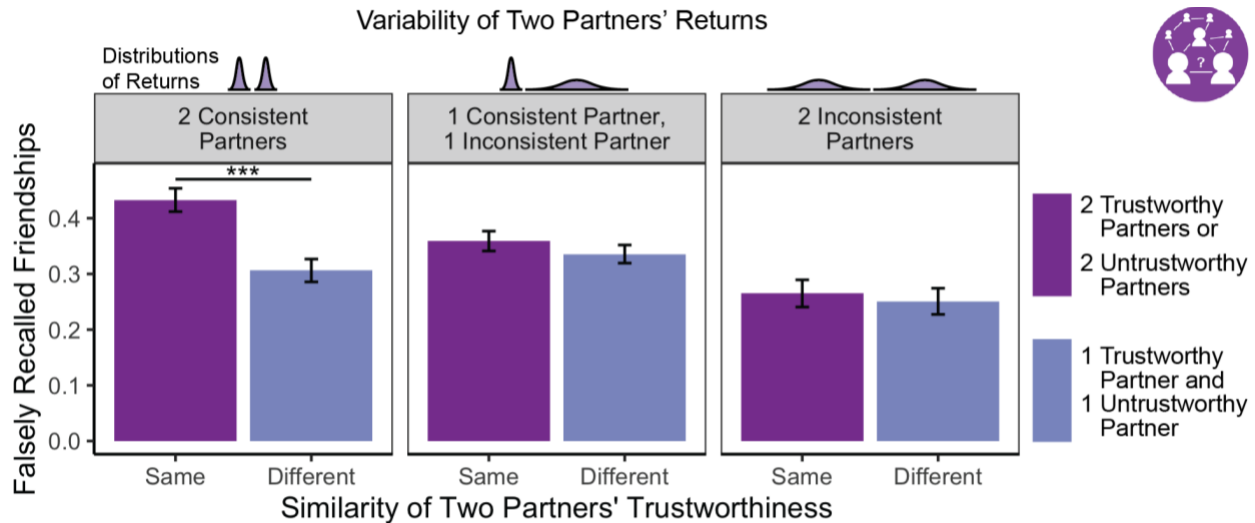 Variability of Two Partners’ Returns
Distributions
of Returns
2 Consistent
Partners
1 Consistent Partner,
1 Inconsistent Partner
2 Inconsistent
Partners
?
Falsely Recalled Friendships
***
0.4
0.3
0.2
0.1
0.0
Same
Different
Same
Different
Same
Different
Similarity of Two Partners' Trustworthiness
2 Trustworthy
Partners or
2 Untrustworthy
Partners
1 Trustworthy
Partner and
1 Untrustworthy
Partner